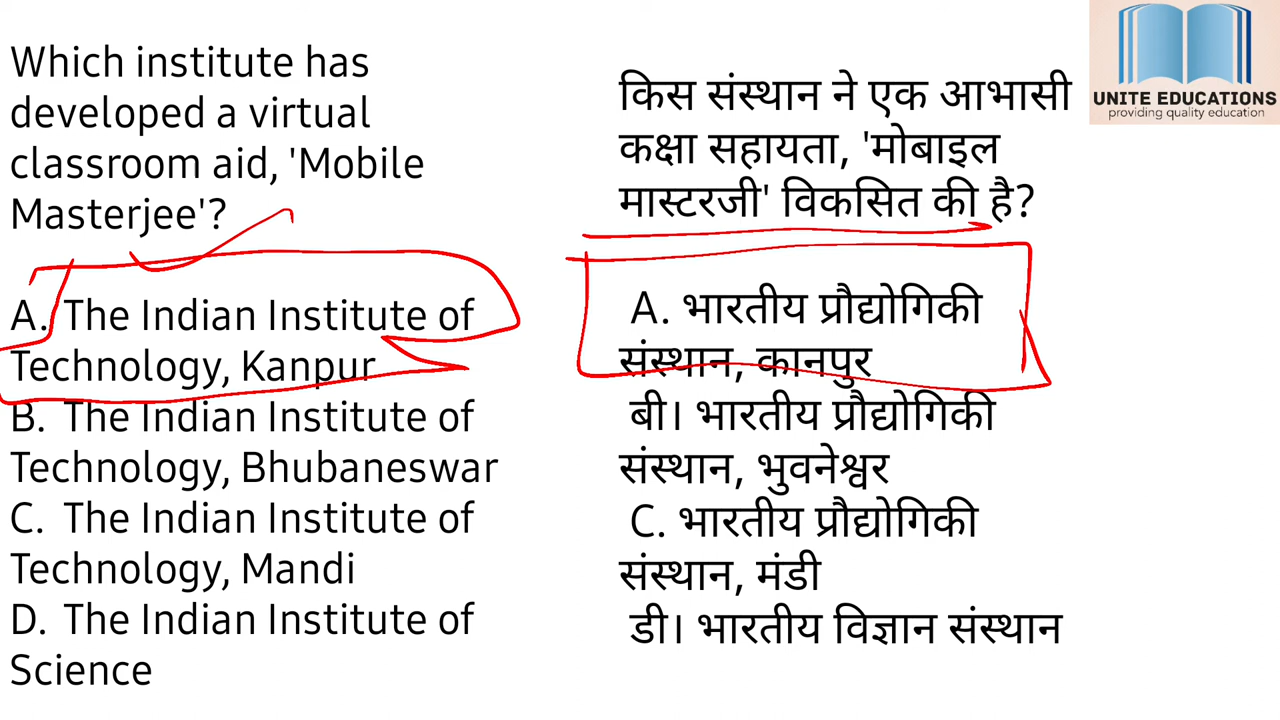 Which institute has
developed a virtual
classroom aid, 'Mobile
Masterjee'?
A. The Indian Institute of
Technology, Kanpur
B. The Indian Institute of
Technology, Bhubaneswar
C. The Indian Institute of
Technology, Mandi
D. The Indian Institute of
Science
किस संस्थान ने एक आभासी
कक्षा सहायता, 'मोबाइल
मास्टरजी' विकसित की है?
A. भारतीय प्रौद्योगिकी
संस्थान, कानपुर
बी। भारतीय प्रौद्योगिकी
संस्थान, भुवनेश्वर
C. भारतीय प्रौद्योगिकी
संस्थान, मंडी
डी। भारतीय विज्ञान संस्थान
UNITE EDUCATIONS
providing quality education